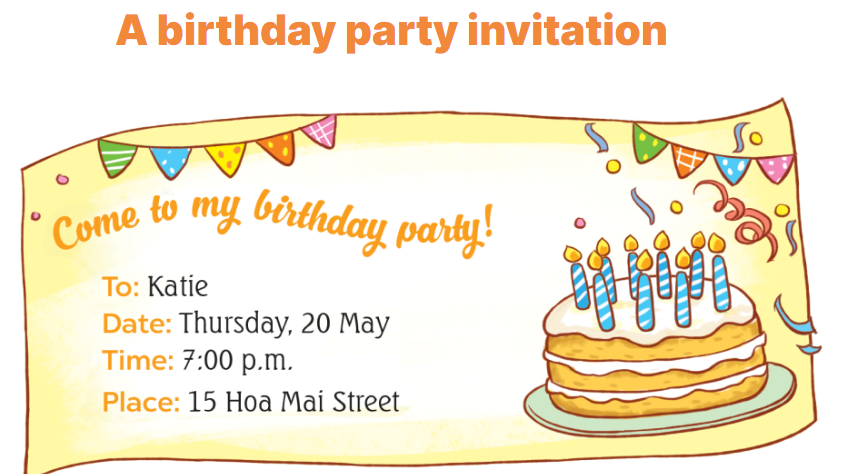 A birthday party invitation
Come to my birthday party!
To: Katie
Date: Thursday, 20 May
Time: 7:00 p.m.
Place: 15 Hoa Mai Street